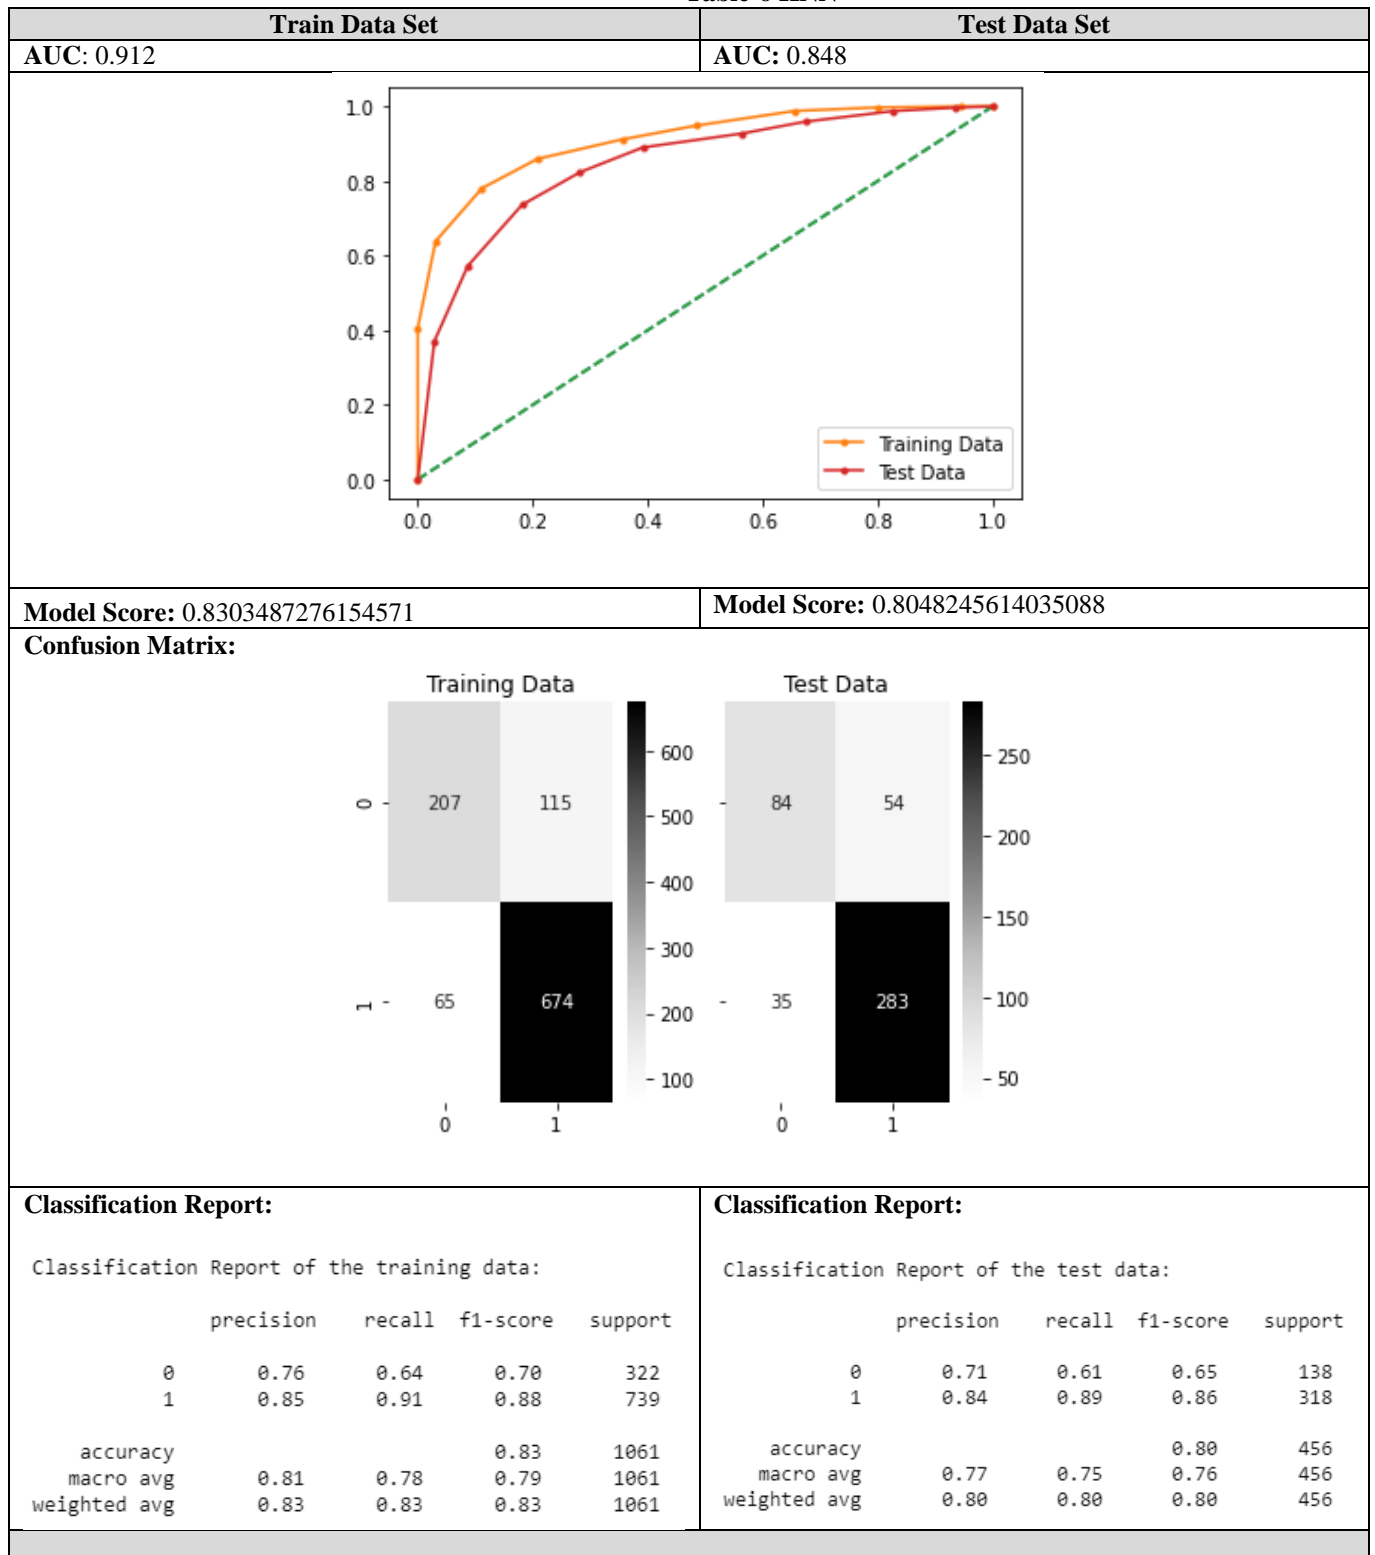 Train Data Set Test Data Set
AUC: 0.912 AUC: 0.848
1.0
0.8
0.6
0.4
0.2
0.0
Training Data
Test Data
0.0 0.2 0.4 0.6 0.8 1.0
Model Score: 0.8303487276154571 Model Score: 0.8048245614035088
Confusion Matrix:
Training Data Test Data
600 250
0 207 115 84 54
500 200
400
150
300
1 65 674 35 283 100
200
100 50
0 1 0 1
Classification Report: Classification Report:
Classification Report of the training data:
precision recall f1-score support
0 0.76 0.64 0.70 322
1 0.85 0.91 0.88 739
accuracy 0.83 1061
macro avg 0.81 0.78 0.79 1061
weighted avg 0.83 0.83 0.83 1061
Classification Report of the test data:
precision recall f1-score support
0 0.71 0.61 0.65 138
1 0.84 0.89 0.86 318
accuracy 0.80 456
macro avg 0.77 0.75 0.76 456
weighted avg 0.80 0.80 0.80 456